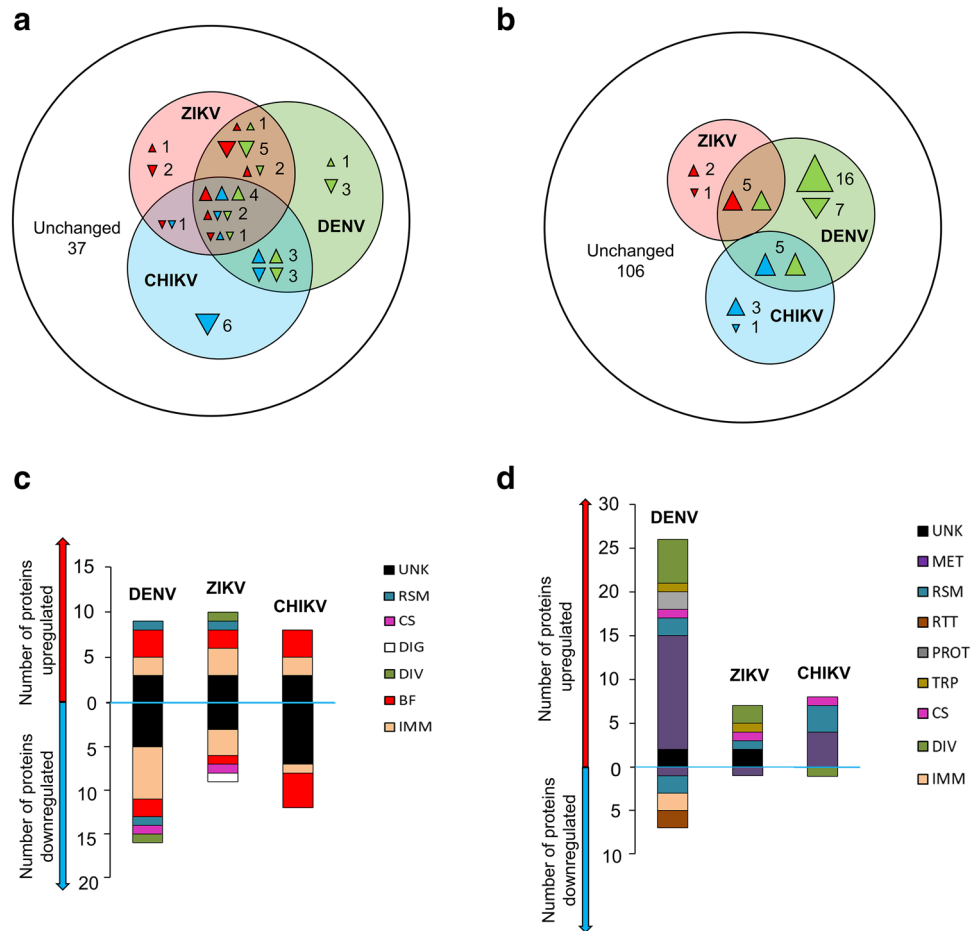 a
ZIKV
1
1
5
1
2
2
1
3
4
2
1
1
DENV
Unchanged
37
3
3
CHIKV
6
b
ZIKV
2
1
5
16
7
DENV
5
Unchanged
106
3
1
CHIKV
c
Number of proteins
upregulated
Number of proteins
downregulated
15
10
5
0
5
10
15
20
DENV
ZIKV
CHIKV
UNK
RSM
CS
DIG
DIV
BF
IMM
d
Number of proteins
upregulated
Number of proteins
downregulated
30
25
20
15
10
5
0
5
10
DENV
ZIKV
CHIKV
UNK
MET
RSM
RTT
PROT
TRP
CS
DIV
IMM